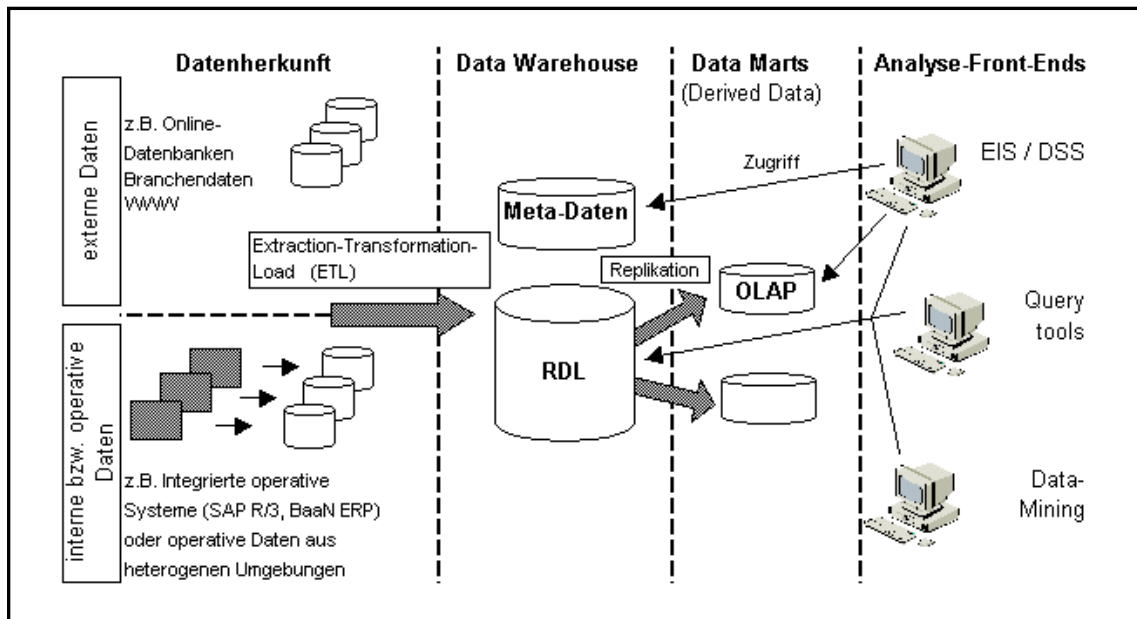 Datenherkunft
Data Warehouse
Data Marts
(Derived Data)
Analyse-Front-Ends
externe Daten
z.B. Online-
Datenbanken
Branchendaten
WWW
Extraction-Transformation-
Load (ETL)
Meta-Daten
Zugriff
EIS / DSS
Replikation
OLAP
RDL
Query
tools
interne bzw. operative
Daten
z.B. Integrierte operative
Systeme (SAP R/3, BaaN ERP)
oder operative Daten aus
heterogenen Umgebungen
Data-
Mining